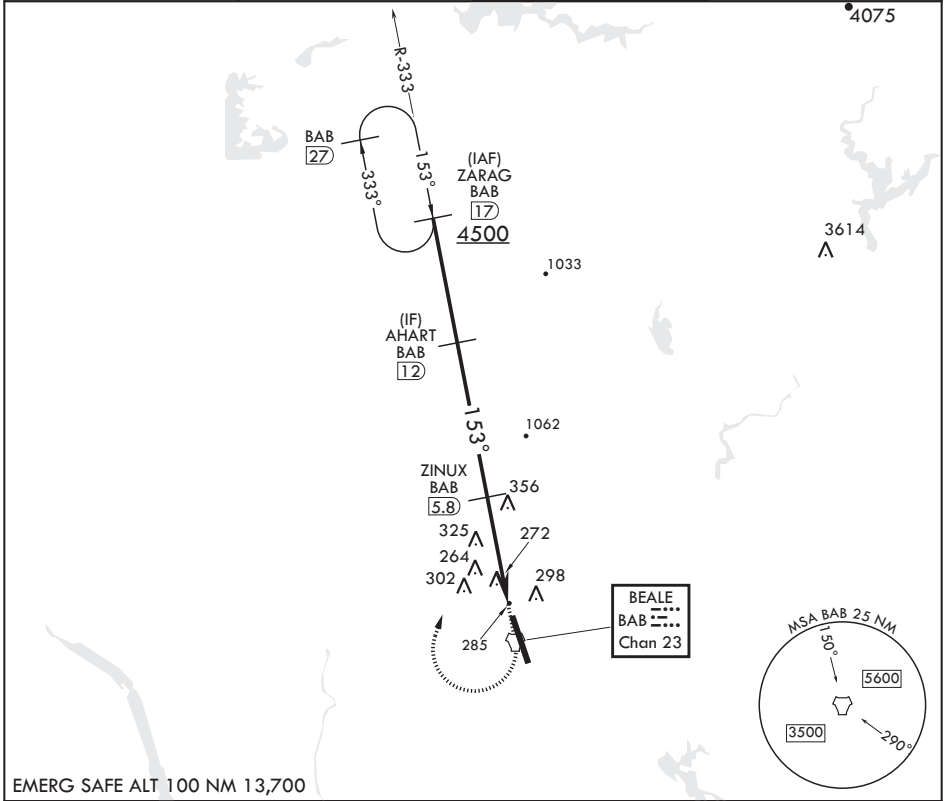 4075
R-333
BAB
27
333°
153°
(IAF)
ZARAG
BAB
17
4500
3614
1033
(IF)
AHART
BAB
12
153°
1062
ZINUX
BAB
5.8
356
325
272
264
302
298
285
BEALE
BAB
Chan 23
MSA BAB 25 NM
150°
5600
3500
290°
EMERG SAFE ALT 100 NM 13,700